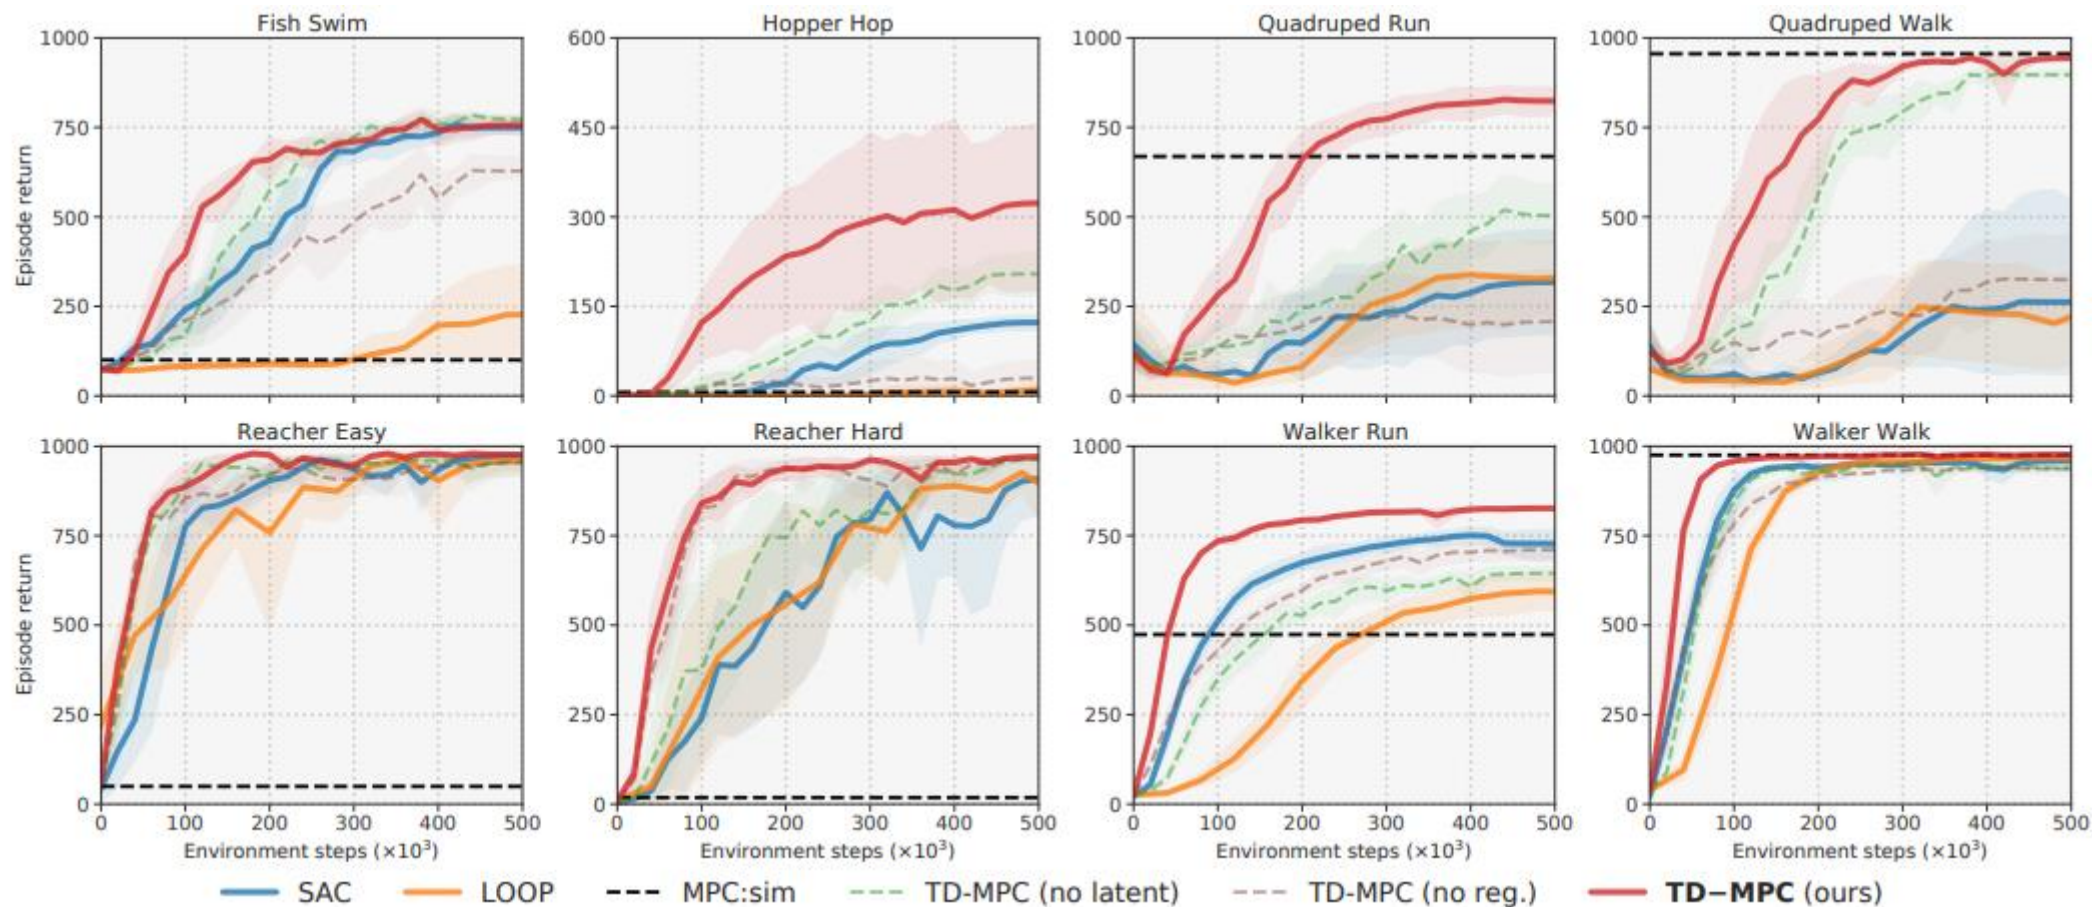 Fish Swim
Hopper Hop
Quadruped Run
Quadruped Walk
1000
750
500
250
0
Episode return
600
450
300
150
0
1000
750
500
250
0
1000
750
500
250
0
Reacher Easy
Reacher Hard
Walker Run
Walker Walk
1000
750
500
250
0
Episode return
0 100 200 300 400 500
Environment steps (×10³)
1000
750
500
250
0
0 100 200 300 400 500
Environment steps (×10³)
1000
750
500
250
0
0 100 200 300 400 500
Environment steps (×10³)
1000
750
500
250
0
0 100 200 300 400 500
Environment steps (×10³)
SAC LOOP MPC:sim TD-MPC (no latent) TD-MPC (no reg.) TD−MPC (ours)